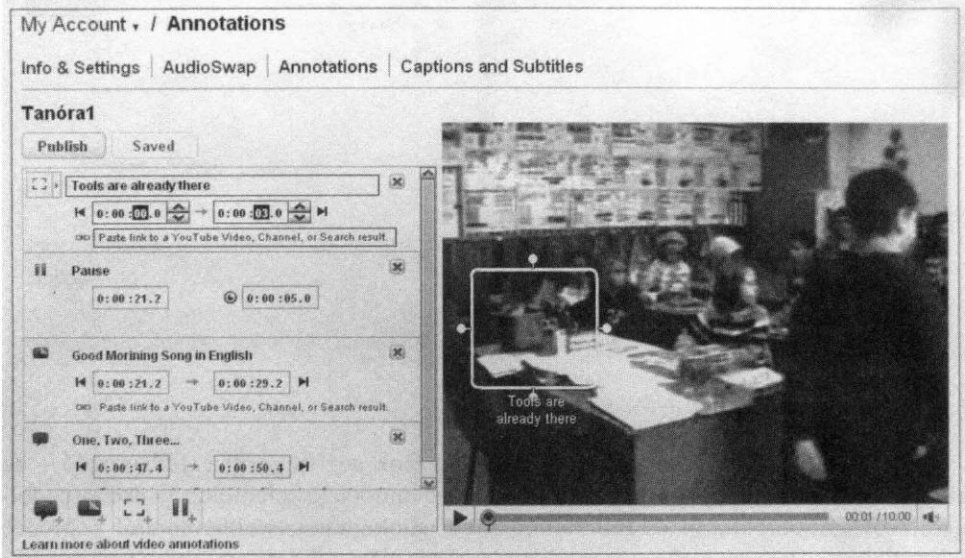 My Account / Annotations
Info & Settings | AudioSwap | Annotations | Captions and Subtitles
Tanóra1
Publish Saved
Tools are already there
0:00:00.0 → 0:00:03.0
Paste link to a YouTube Video, Channel, or Search result.
Pause
0:00:21.2 0:00:05.0
Good Morining Song in English
0:00:21.2 → 0:00:29.2
Paste link to a YouTube Video, Channel, or Search result.
One, Two, Three...
0:00:47.4 → 0:00:50.4
Learn more about video annotations
Tools are
already there
00:01 / 10:00